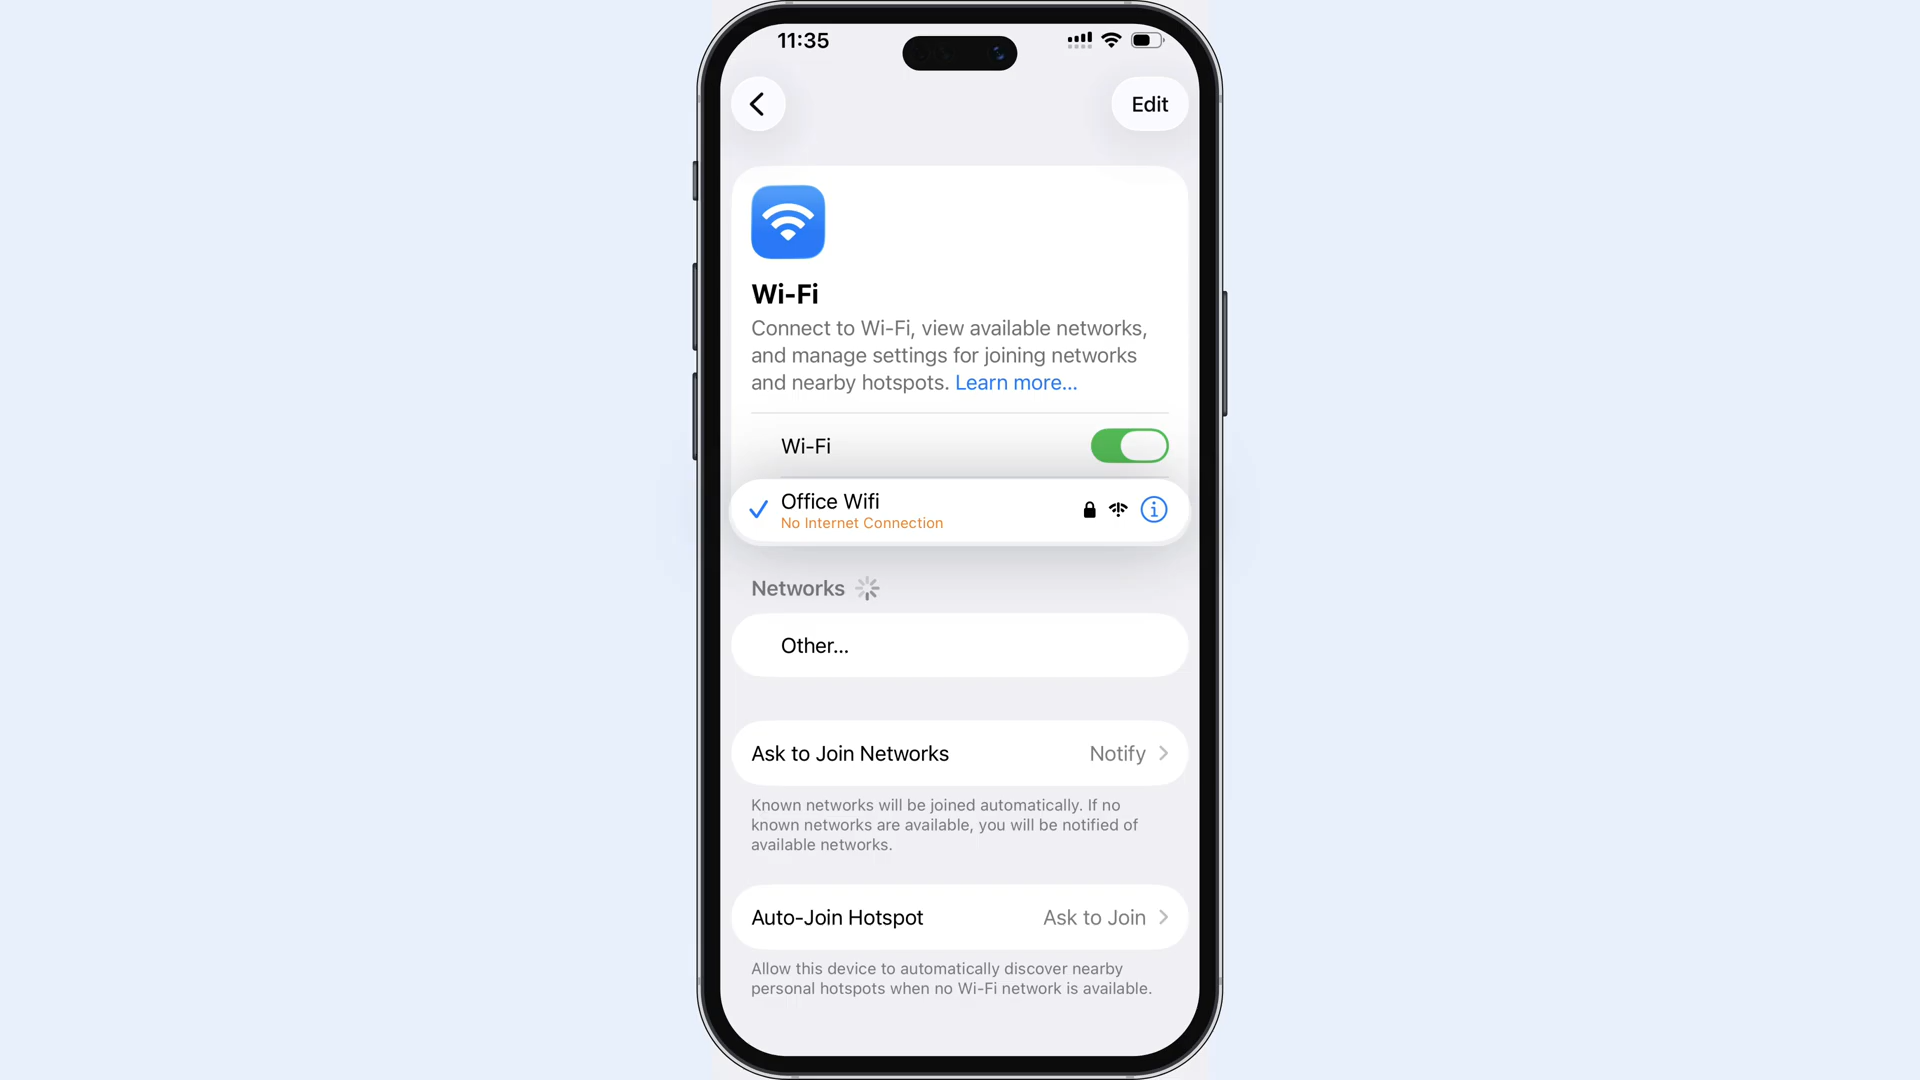 11:35
Edit
Wi-Fi
Connect to Wi-Fi, view available networks,
and manage settings for joining networks
and nearby hotspots. Learn more...
Wi-Fi
Office Wifi
No Internet Connection
Networks
Other...
Ask to Join Networks Notify
Known networks will be joined automatically. If no
known networks are available, you will be notified of
available networks.
Auto-Join Hotspot Ask to Join
Allow this device to automatically discover nearby
personal hotspots when no Wi-Fi network is available.